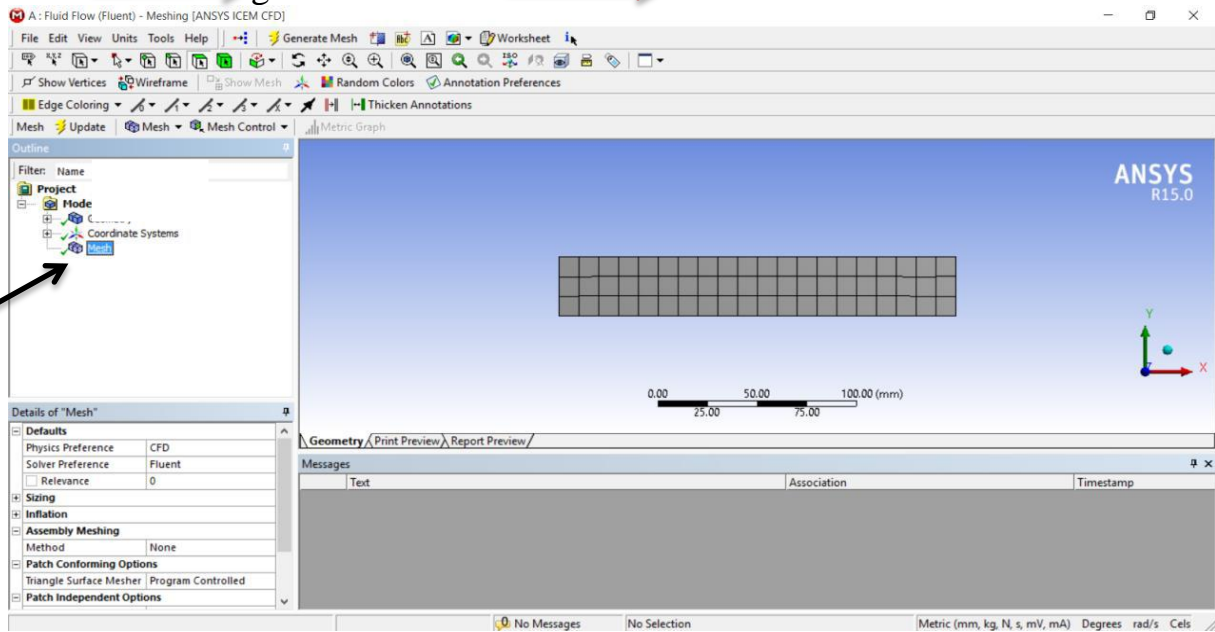 A : Fluid Flow (Fluent) - Meshing [ANSYS ICEM CFD]
File Edit View Units Tools Help Generate Mesh Worksheet
Show Vertices Wireframe Show Mesh Random Colors Annotation Preferences
Edge Coloring Thicken Annotations
Mesh Update Mesh Mesh Control Metric Graph
Outline
Filter: Name
Project
Mode
Coordinate Systems
Mesh
ANSYS
R15.0
Y
X
0.00 50.00 100.00 (mm)
25.00 75.00
Geometry Print Preview Report Preview
Details of "Mesh"
Defaults
Physics Preference CFD
Solver Preference Fluent
Relevance 0
Sizing
Inflation
Assembly Meshing
Method None
Patch Conforming Options
Triangle Surface Mesher Program Controlled
Patch Independent Options
Messages
Text Association Timestamp
0 No Messages No Selection Metric (mm, kg, N, s, mV, mA) Degrees rad/s Cels